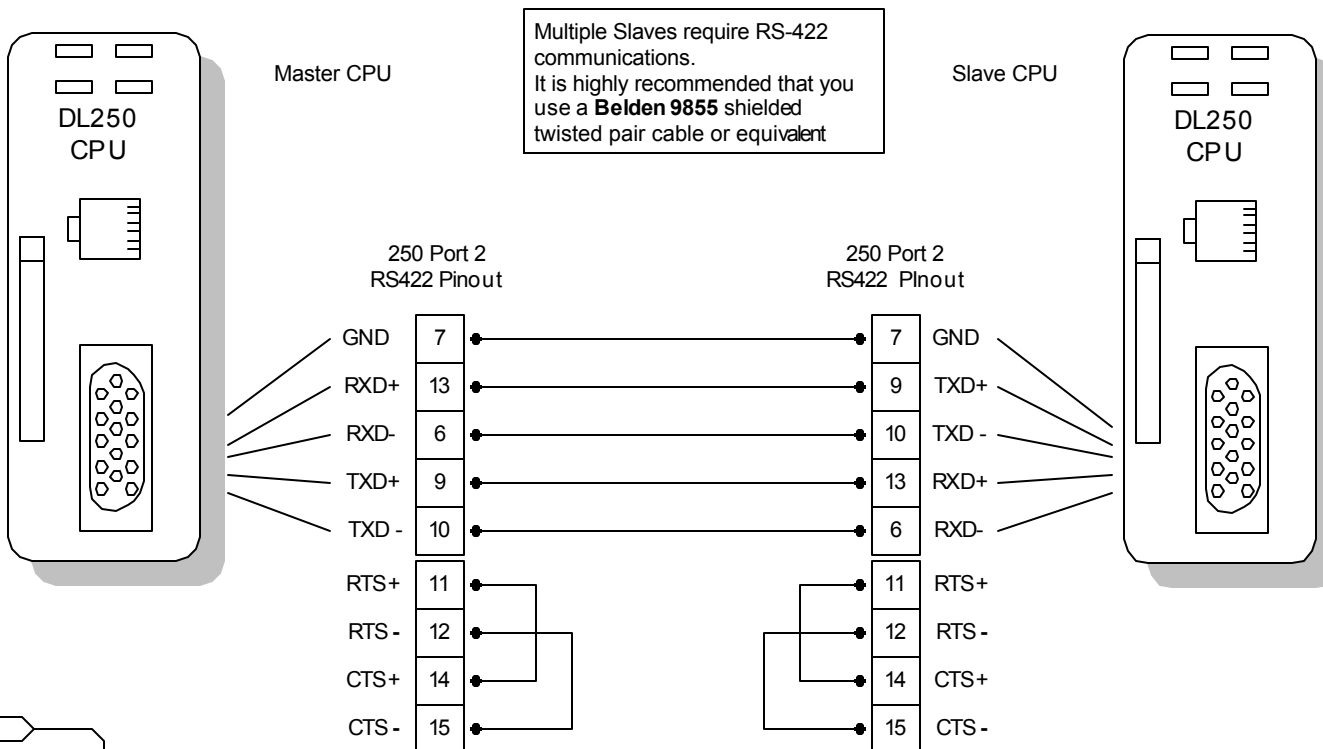 Multiple Slaves require RS-422
communications.
It is highly recommended that you
use a Belden 9855 shielded
twisted pair cable or equivalent
Master CPU
Slave CPU
DL250
CPU
DL250
CPU
250 Port 2
RS422 Pinout
250 Port 2
RS422 PInout
GND 7 7 GND
RXD+ 13 9 TXD+
RXD- 6 10 TXD -
TXD+ 9 13 RXD+
TXD - 10 6 RXD-
RTS+ 11 11 RTS+
RTS - 12 12 RTS -
CTS+ 14 14 CTS+
CTS - 15 15 CTS -